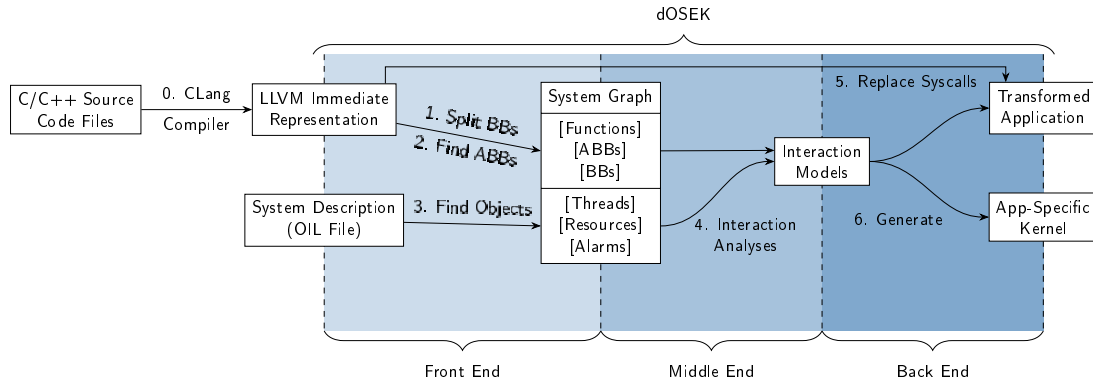 dOSEK
C/C++ Source
Code Files
0. CLang
Compiler
LLVM Immediate
Representation
1. Split BBs
2. Find ABBs
System Description
(OIL File)
3. Find Objects
System Graph
[Functions]
[ABBs]
[BBs]
[Threads]
[Resources]
[Alarms]
4. Interaction
Analyses
Interaction
Models
5. Replace Syscalls
Transformed
Application
6. Generate
App-Specific
Kernel
Front End
Middle End
Back End